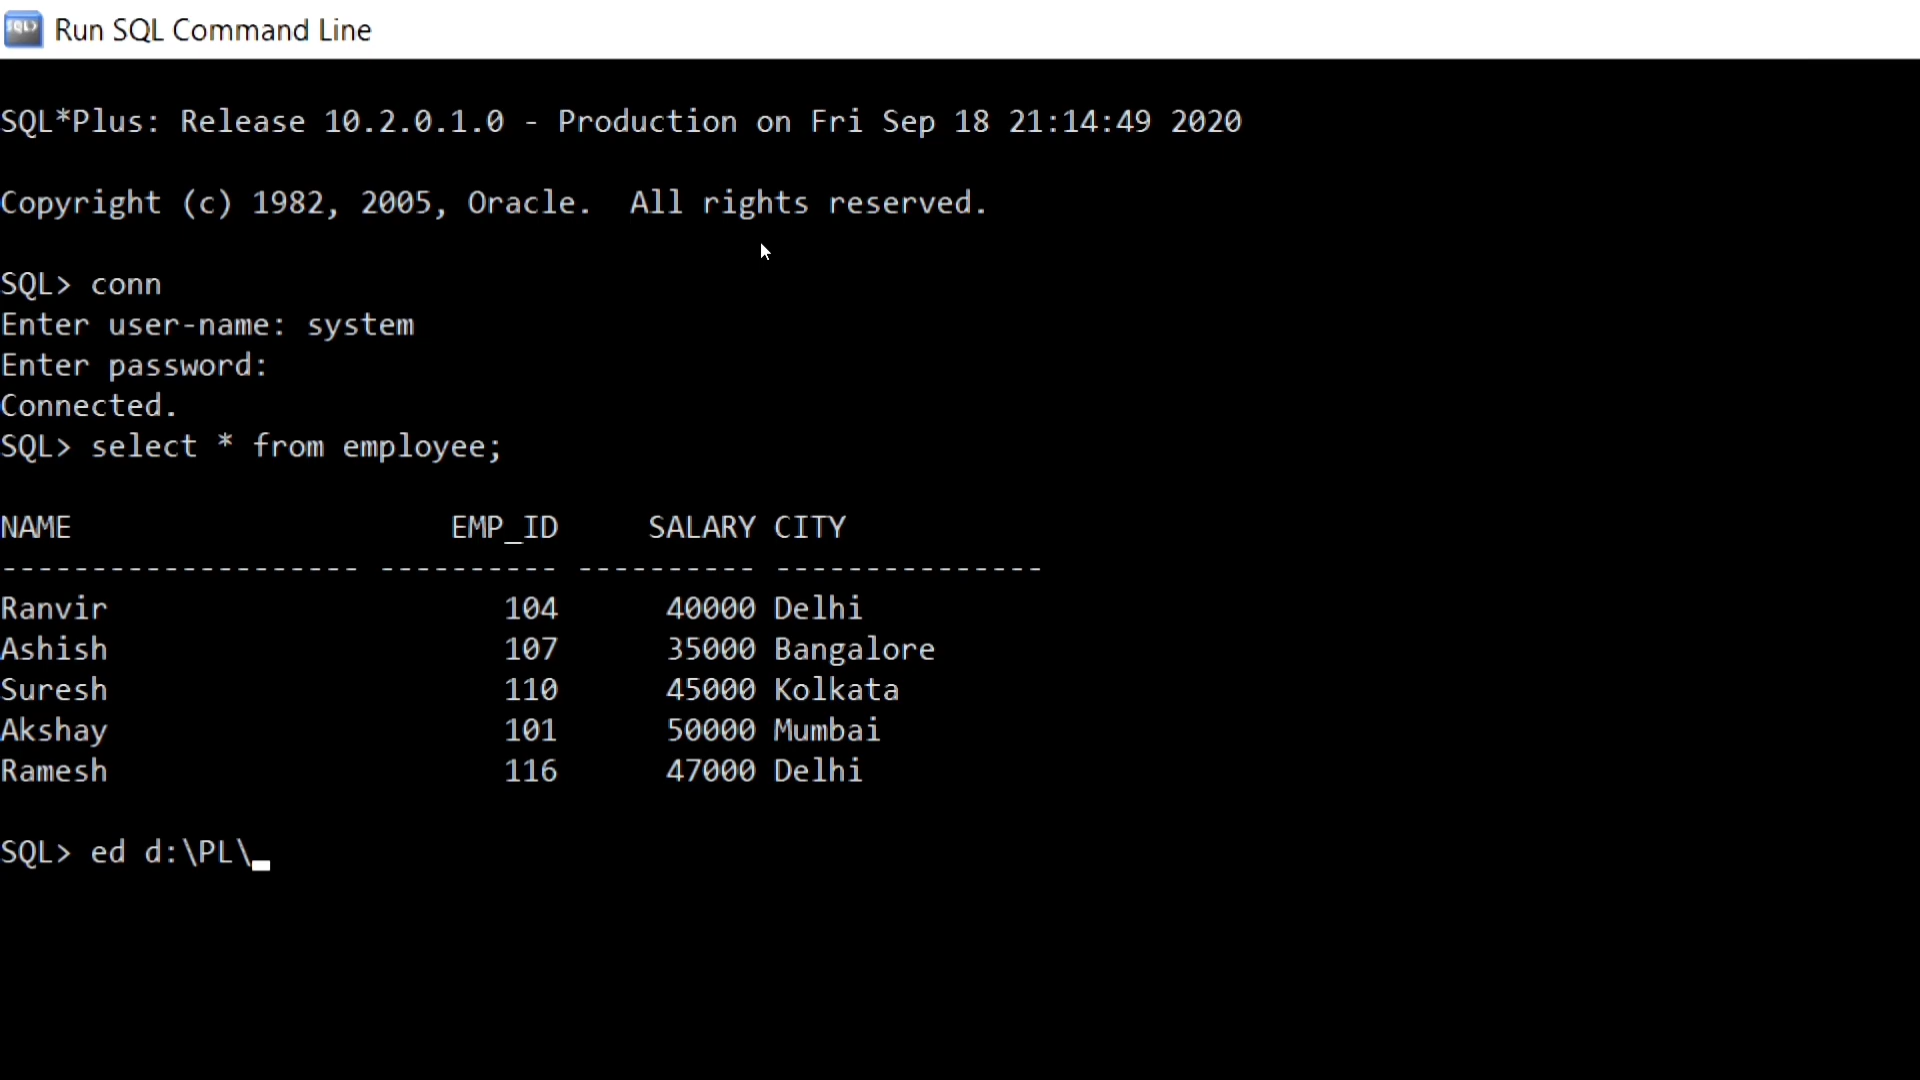 Run SQL Command Line
SQL*Plus: Release 10.2.0.1.0 - Production on Fri Sep 18 21:14:49 2020
Copyright (c) 1982, 2005, Oracle.  All rights reserved.
SQL> conn
Enter user-name: system
Enter password:
Connected.
SQL> select * from employee;
NAME                     EMP_ID     SALARY CITY
-------------------- ---------- ---------- ---------------
Ranvir                      104      40000 Delhi
Ashish                      107      35000 Bangalore
Suresh                      110      45000 Kolkata
Akshay                      101      50000 Mumbai
Ramesh                      116      47000 Delhi
SQL> ed d:\PL\